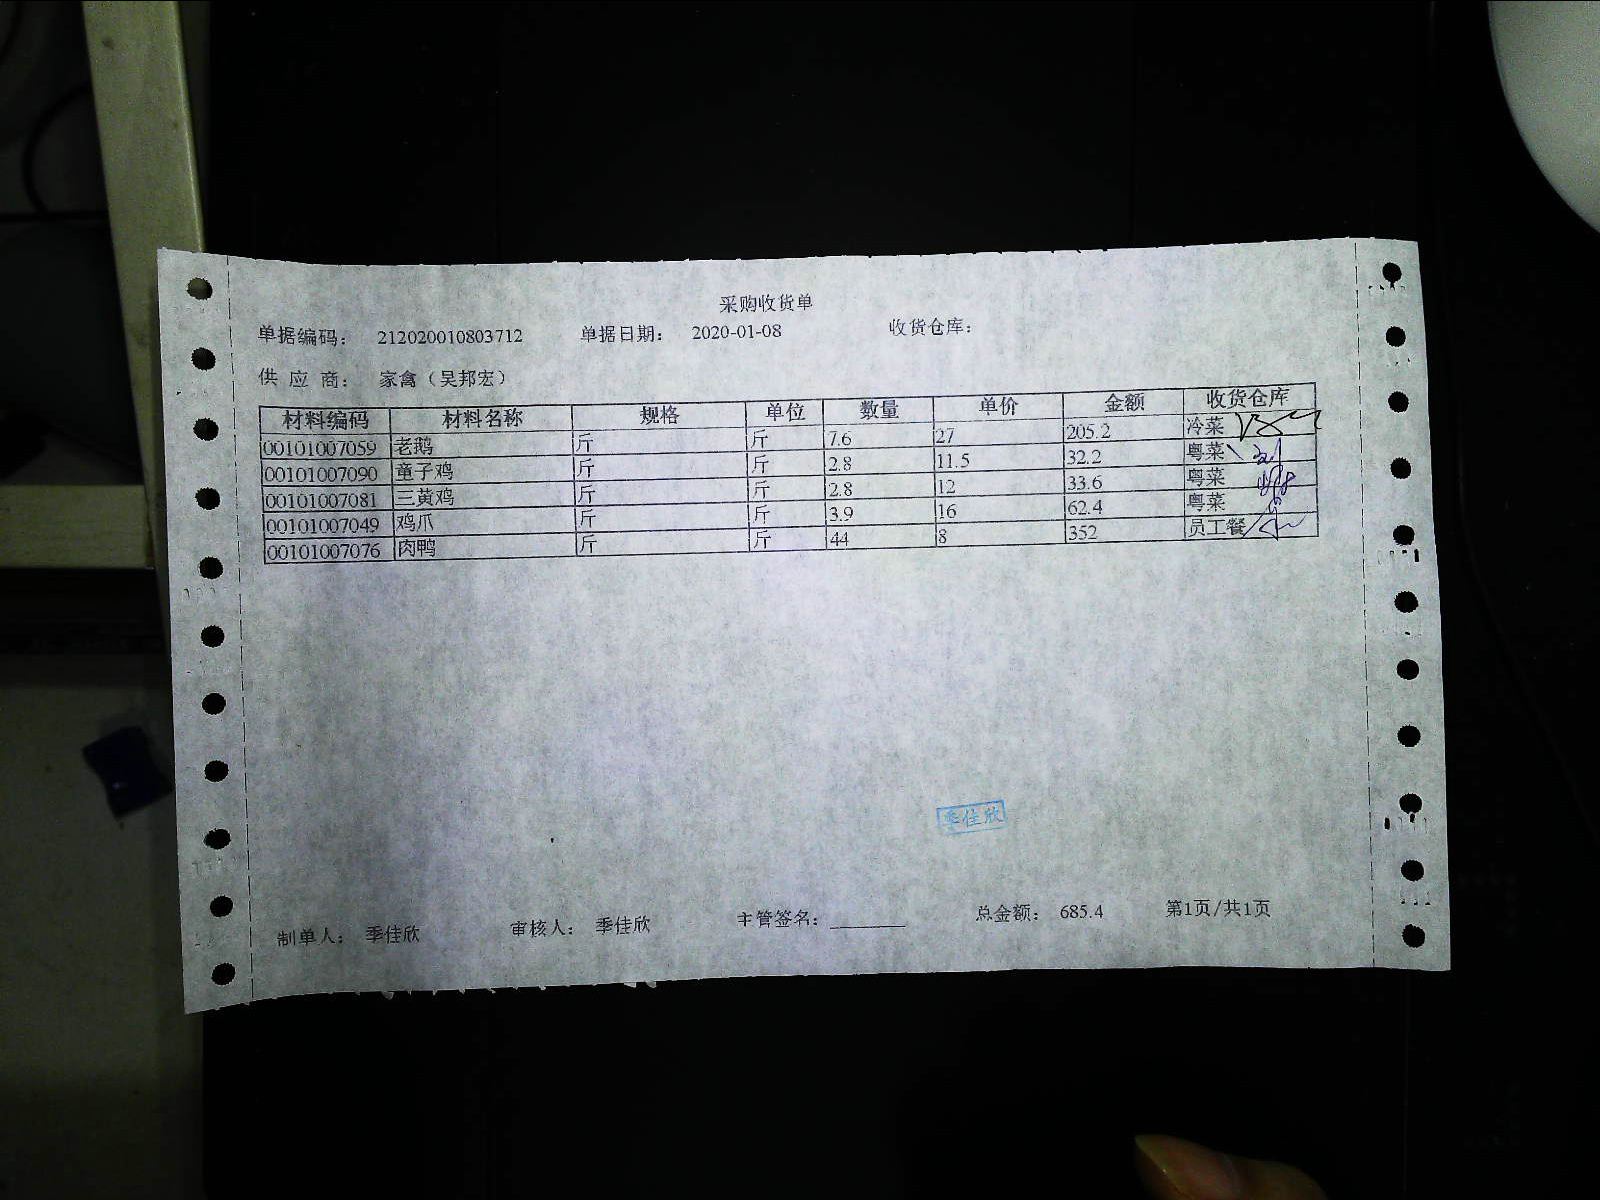 采购收货单
单据编码: 212020010803712 单据日期: 2020-01-08 收货仓库:
供 应 商: 家禽（吴邦宏）
材料编码 材料名称 规格 单位 数量 单价 金额 收货仓库
00101007059 老鹅 斤 斤 7.6 27 205.2 冷菜
00101007090 童子鸡 斤 斤 2.8 11.5 32.2 粤菜
00101007081 三黄鸡 斤 斤 2.8 12 33.6 粤菜
00101007049 鸡爪 斤 斤 3.9 16 62.4 粤菜
00101007076 肉鸭 斤 斤 44 8 352 员工餐
季佳欣
制单人: 季佳欣 审核人: 季佳欣 主管签名: 总金额: 685.4 第1页/共1页